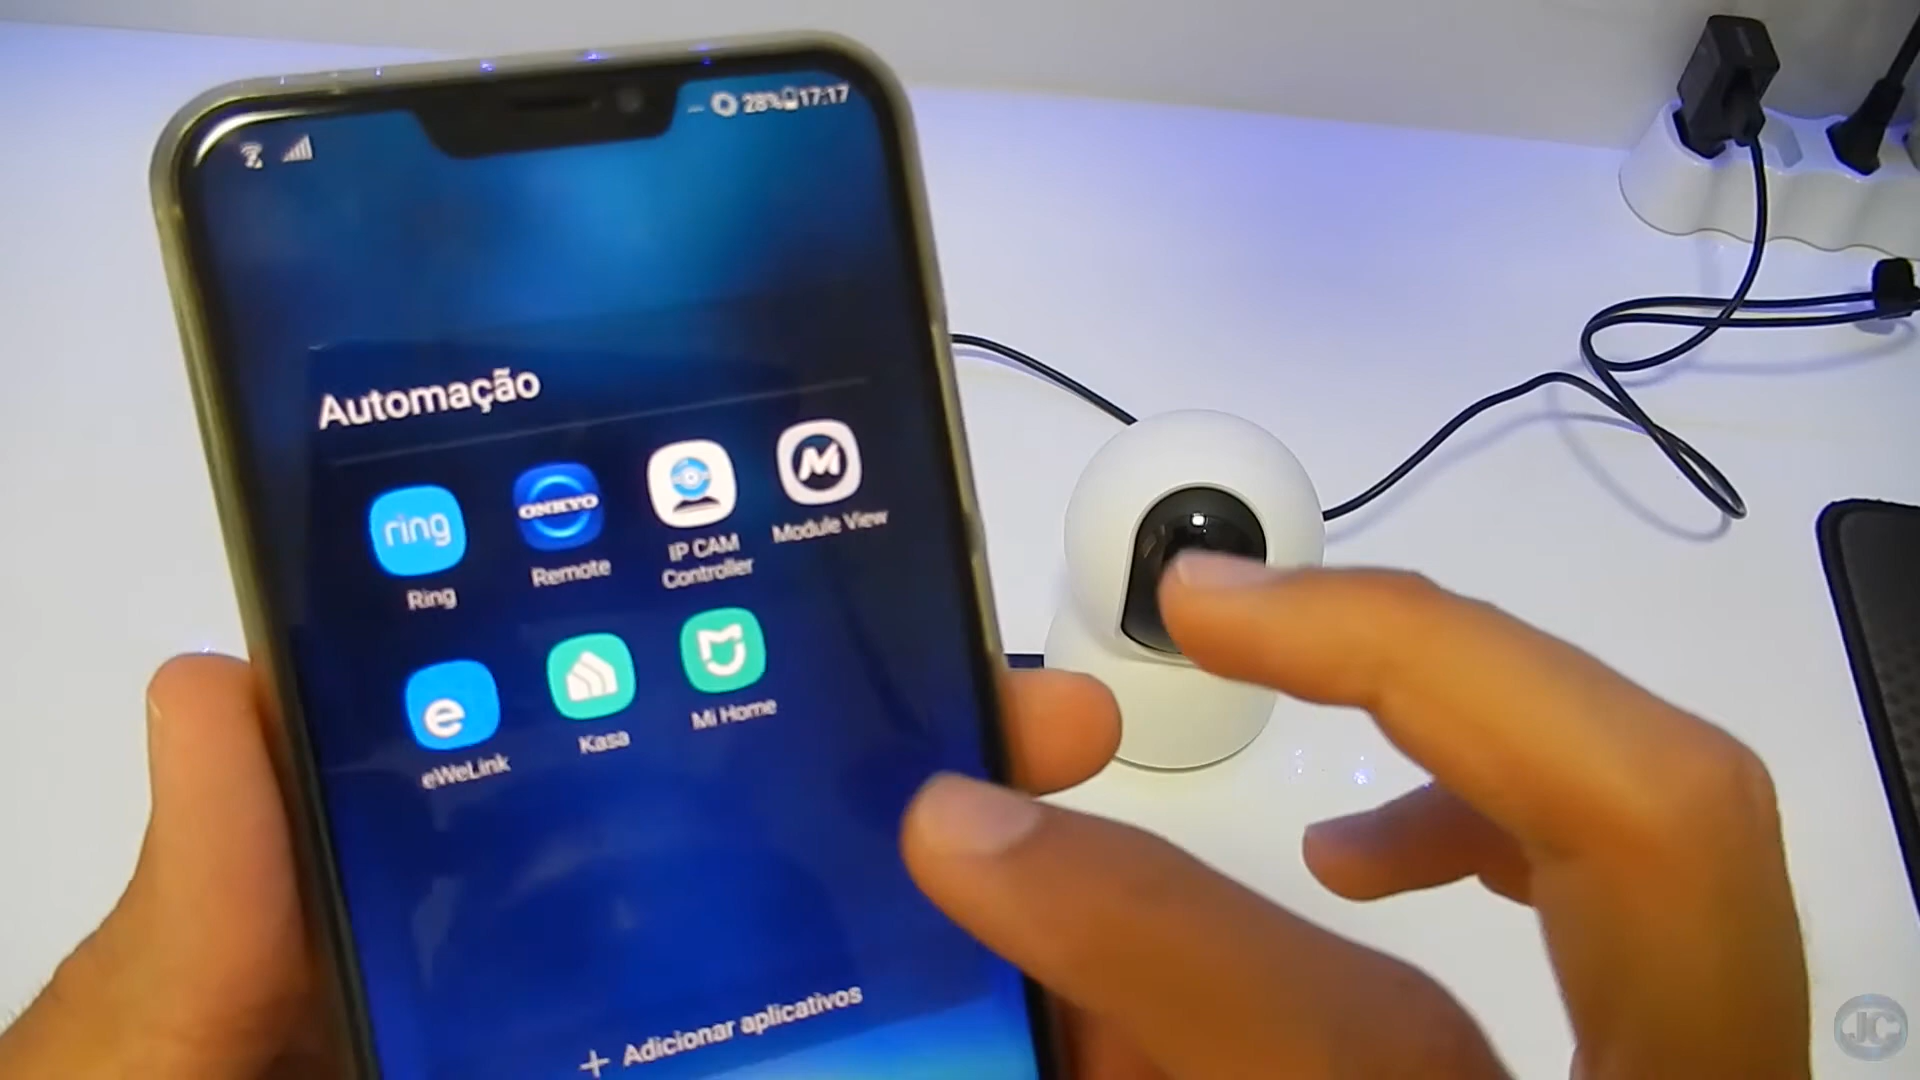 28% 17:17
Automação
ring
ONKYO
Ring
Remote
IP CAM
Controller
Module View
e
eWeLink
Kasa
Mi Home
+ Adicionar aplicativos
JC